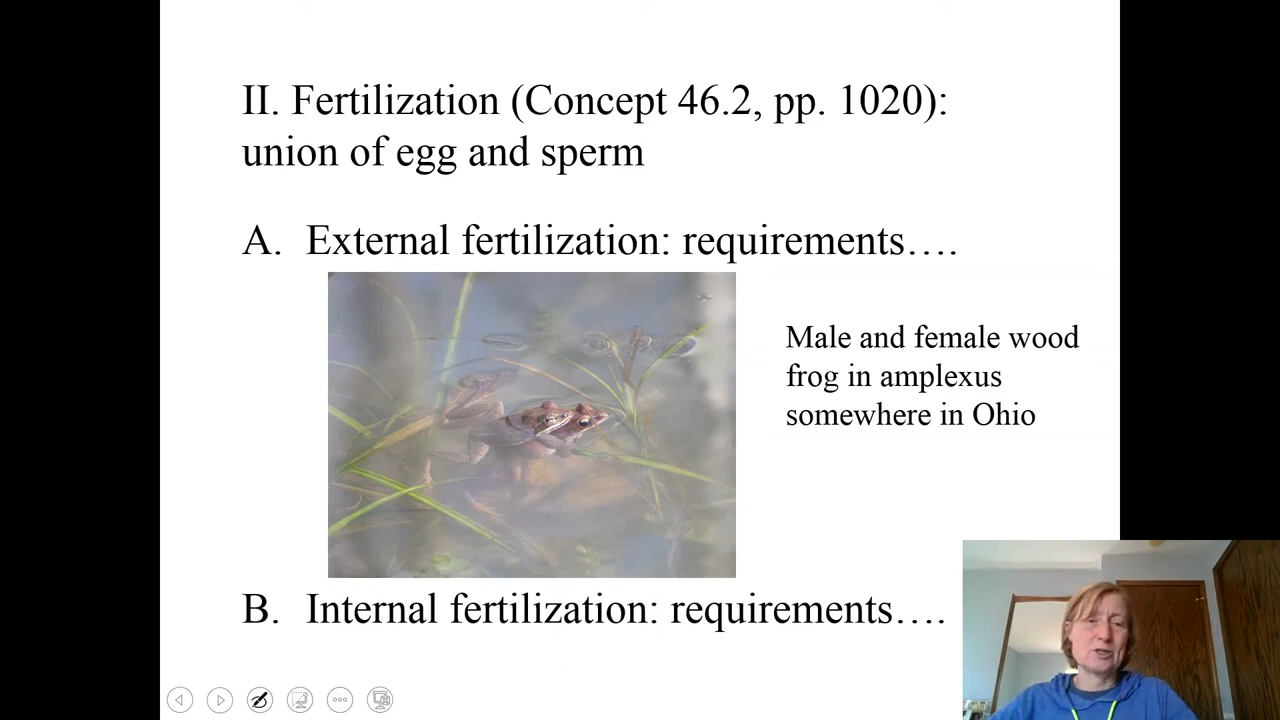 II. Fertilization (Concept 46.2, pp. 1020):
union of egg and sperm
A. External fertilization: requirements….
Male and female wood
frog in amplexus
somewhere in Ohio
B. Internal fertilization: requirements….